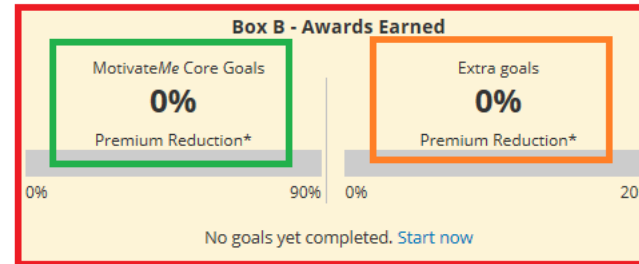 Box B - Awards Earned
MotivateMe Core Goals
0%
Premium Reduction*
0% 90%
Extra goals
0%
Premium Reduction*
0% 20
No goals yet completed. Start now